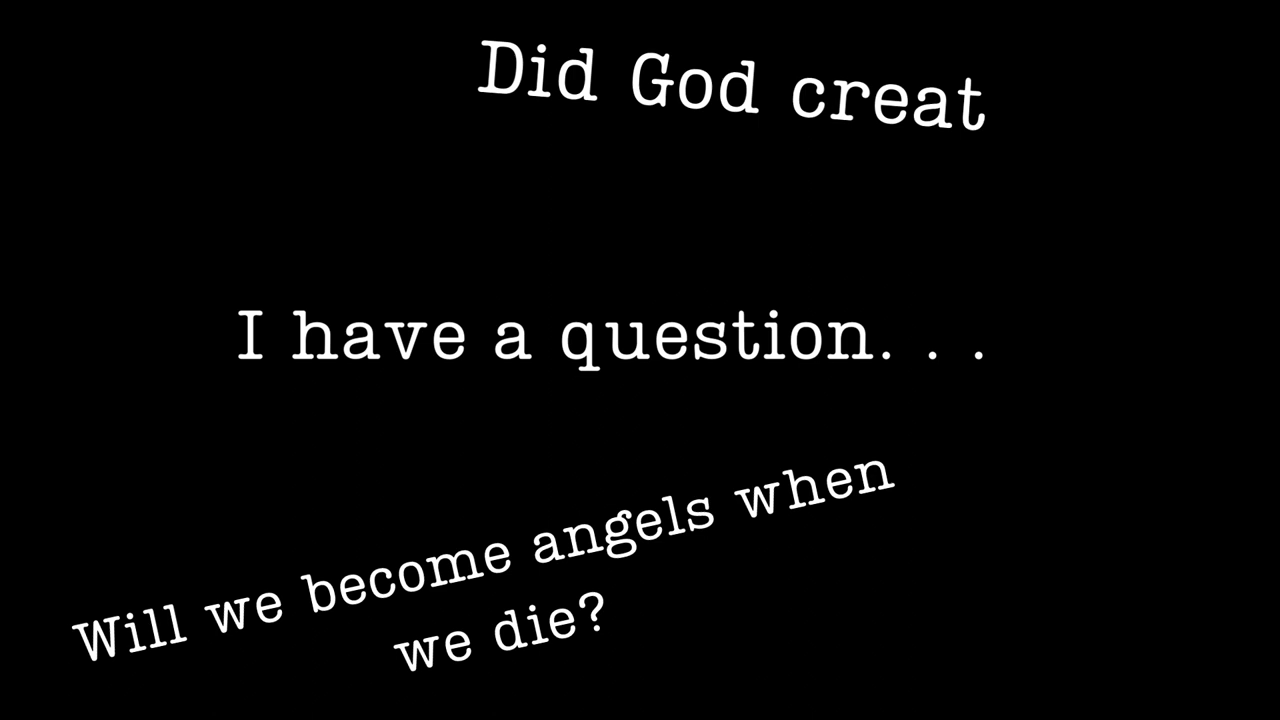 Did God creat
I have a question. . .
Will we become angels when
we die?